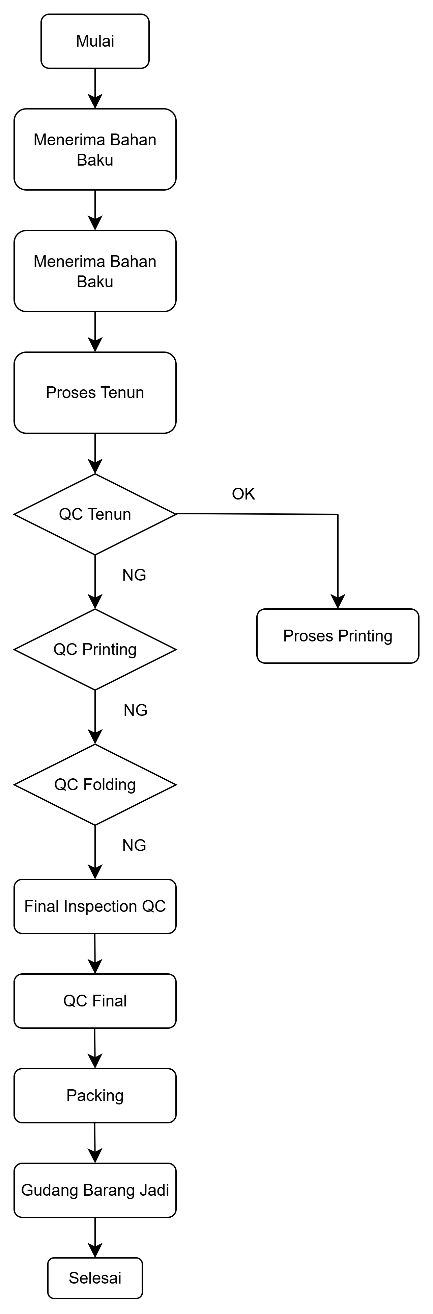 Mulai
Menerima Bahan
Baku
Menerima Bahan
Baku
Proses Tenun
QC Tenun
OK
NG
Proses Printing
QC Printing
NG
QC Folding
NG
Final Inspection QC
QC Final
Packing
Gudang Barang Jadi
Selesai